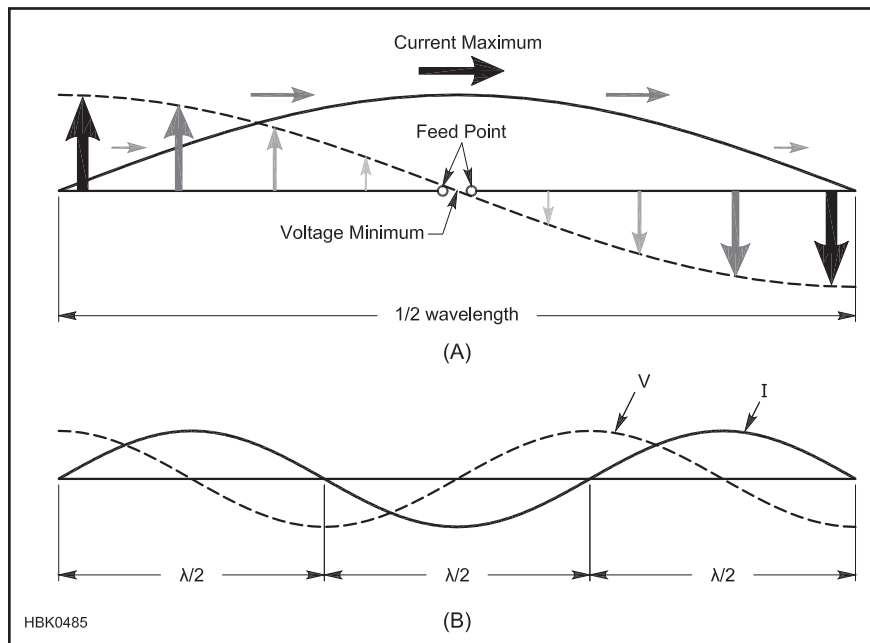 Current Maximum
Feed Point
Voltage Minimum
1/2 wavelength
(A)
V
I
λ/2
λ/2
λ/2
(B)
HBK0485